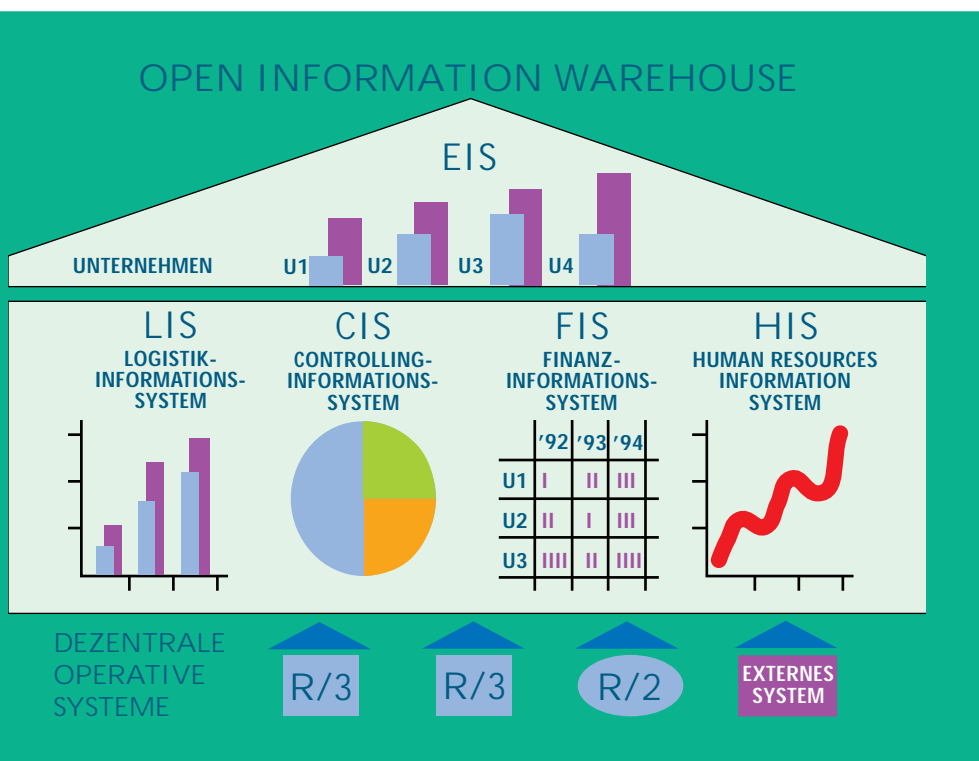 OPEN INFORMATION WAREHOUSE
EIS
UNTERNEHMEN U1 U2 U3 U4
LIS
LOGISTIK-
INFORMATIONS-
SYSTEM
CIS
CONTROLLING-
INFORMATIONS-
SYSTEM
FIS
FINANZ-
INFORMATIONS-
SYSTEM
'92 '93 '94
U1 I II III
U2 II I III
U3 IIII II IIII
HIS
HUMAN RESOURCES
INFORMATION
SYSTEM
DEZENTRALE
OPERATIVE
SYSTEME
R/3
R/3
R/2
EXTERNES
SYSTEM